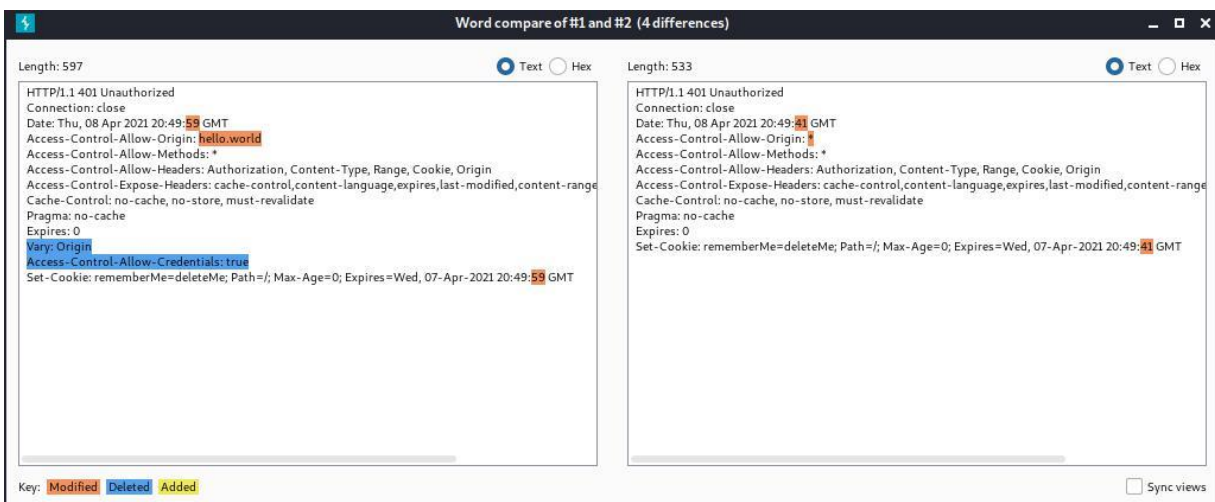 Word compare of #1 and #2 (4 differences)
Length: 597 Text Hex
HTTP/1.1 401 Unauthorized
Connection: close
Date: Thu, 08 Apr 2021 20:49:59 GMT
Access-Control-Allow-Origin: hello.world
Access-Control-Allow-Methods: *
Access-Control-Allow-Headers: Authorization, Content-Type, Range, Cookie, Origin
Access-Control-Expose-Headers: cache-control,content-language,expires,last-modified,content-range
Cache-Control: no-cache, no-store, must-revalidate
Pragma: no-cache
Expires: 0
Vary: Origin
Access-Control-Allow-Credentials: true
Set-Cookie: rememberMe=deleteMe; Path=/; Max-Age=0; Expires=Wed, 07-Apr-2021 20:49:59 GMT
Length: 533 Text Hex
HTTP/1.1 401 Unauthorized
Connection: close
Date: Thu, 08 Apr 2021 20:49:41 GMT
Access-Control-Allow-Origin: *
Access-Control-Allow-Methods: *
Access-Control-Allow-Headers: Authorization, Content-Type, Range, Cookie, Origin
Access-Control-Expose-Headers: cache-control,content-language,expires,last-modified,content-range
Cache-Control: no-cache, no-store, must-revalidate
Pragma: no-cache
Expires: 0
Set-Cookie: rememberMe=deleteMe; Path=/; Max-Age=0; Expires=Wed, 07-Apr-2021 20:49:41 GMT
Key: Modified Deleted Added
Sync views